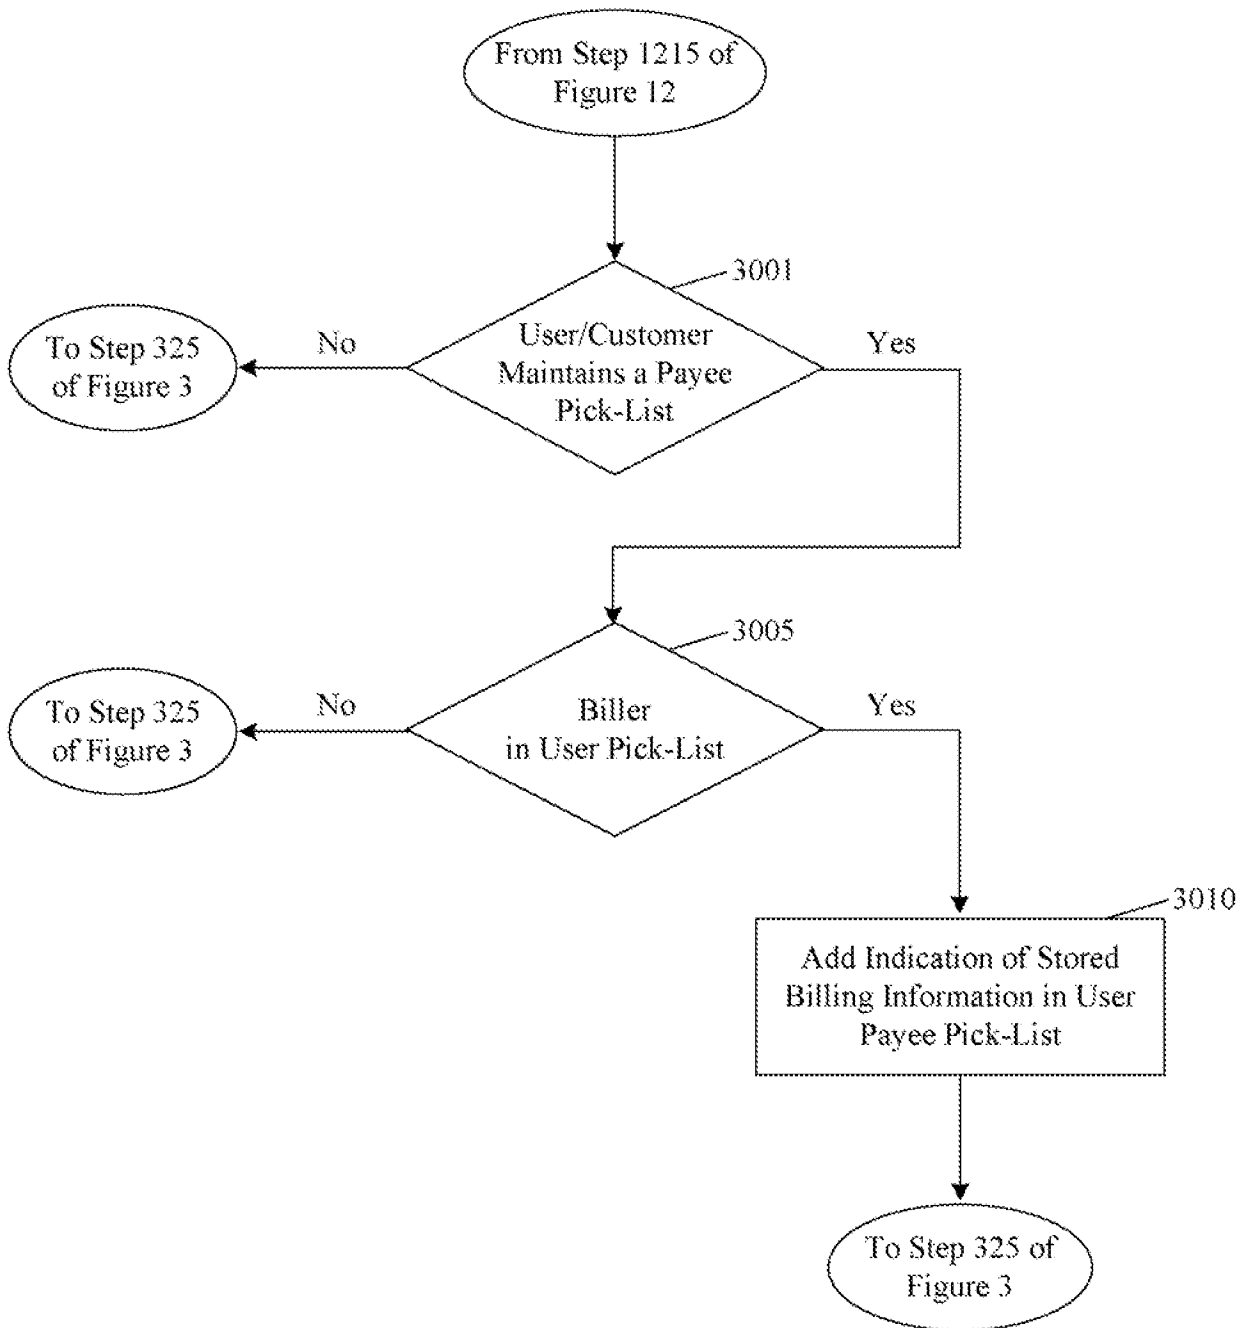 From Step 1215 of
Figure 12
3001
User/Customer
Maintains a Payee
Pick-List
No
Yes
To Step 325
of Figure 3
3005
Biller
in User Pick-List
No
Yes
To Step 325
of Figure 3
3010
Add Indication of Stored
Billing Information in User
Payee Pick-List
To Step 325 of
Figure 3